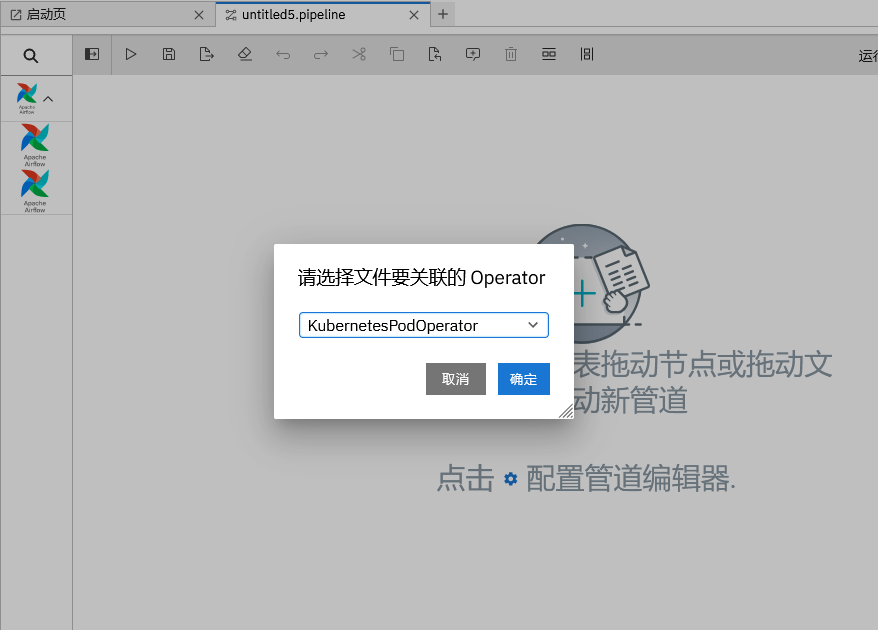 启动页
untitled5.pipeline
运行
Apache
Airflow
Apache
Airflow
Apache
Airflow
请选择文件要关联的 Operator
KubernetesPodOperator
取消
确定
表拖动节点或拖动文
动新管道
点击 配置管道编辑器.